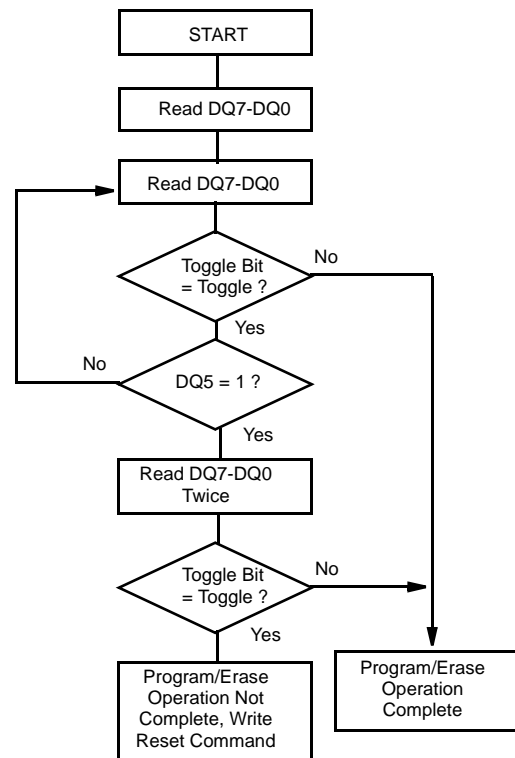 START
Read DQ7-DQ0
Read DQ7-DQ0
Toggle Bit
= Toggle ?
No
Yes
No
DQ5 = 1 ?
Yes
Read DQ7-DQ0
Twice
Toggle Bit
= Toggle ?
No
Yes
Program/Erase
Operation Not
Complete, Write
Reset Command
Program/Erase
Operation
Complete